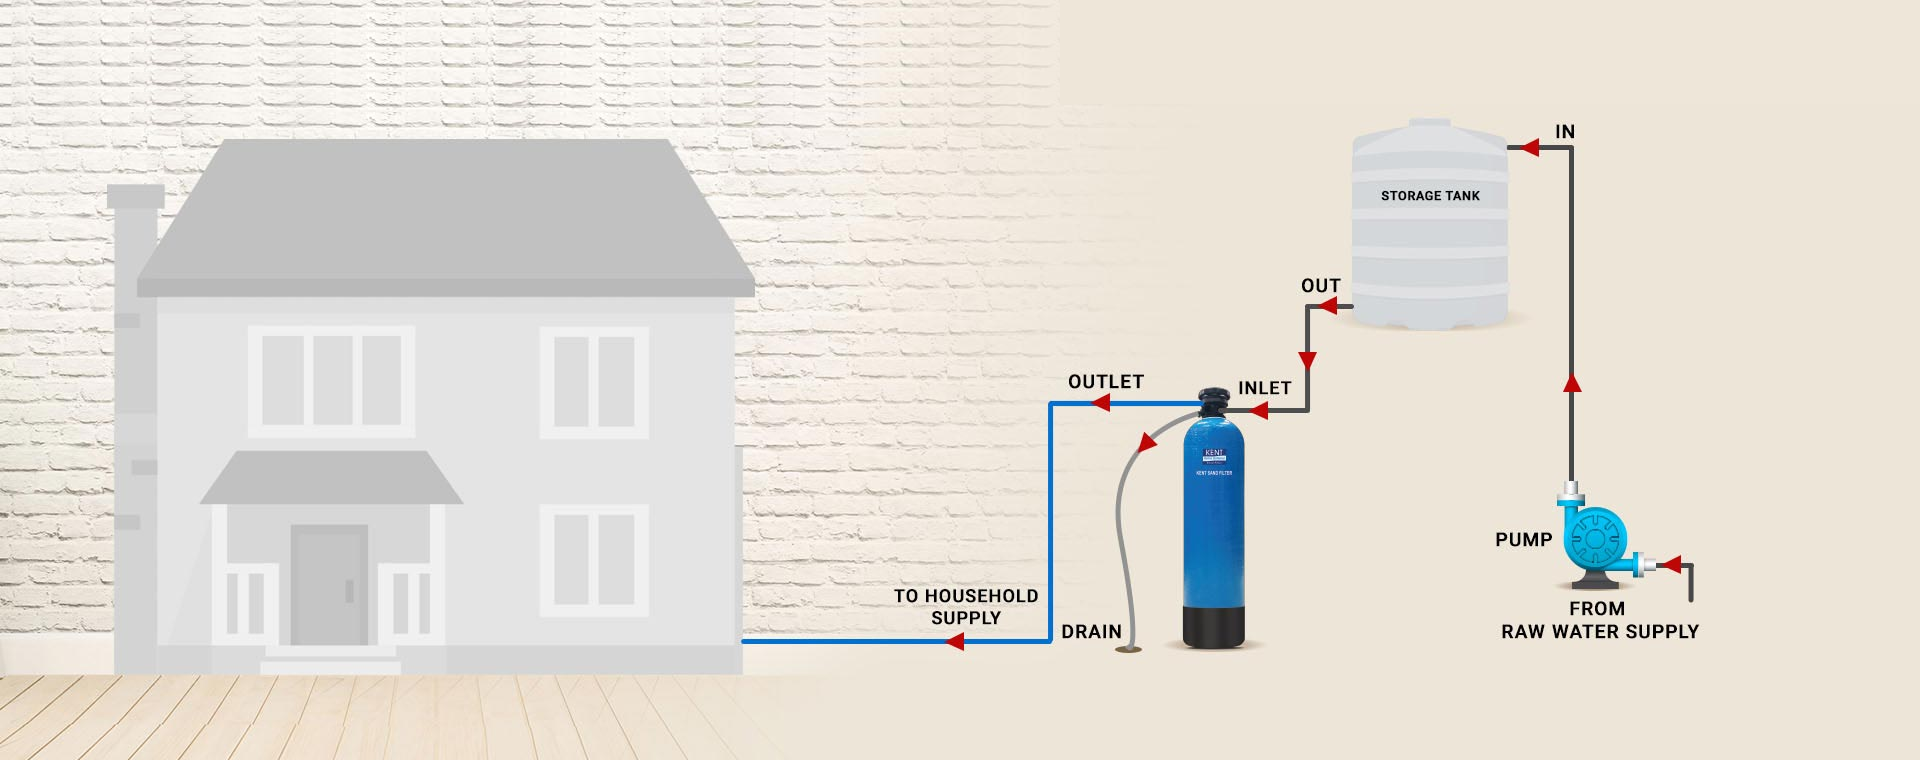 IN
STORAGE TANK
OUT
OUTLET
INLET
KENT
KENT SAND FILTER
PUMP
TO HOUSEHOLD
SUPPLY
DRAIN
FROM
RAW WATER SUPPLY